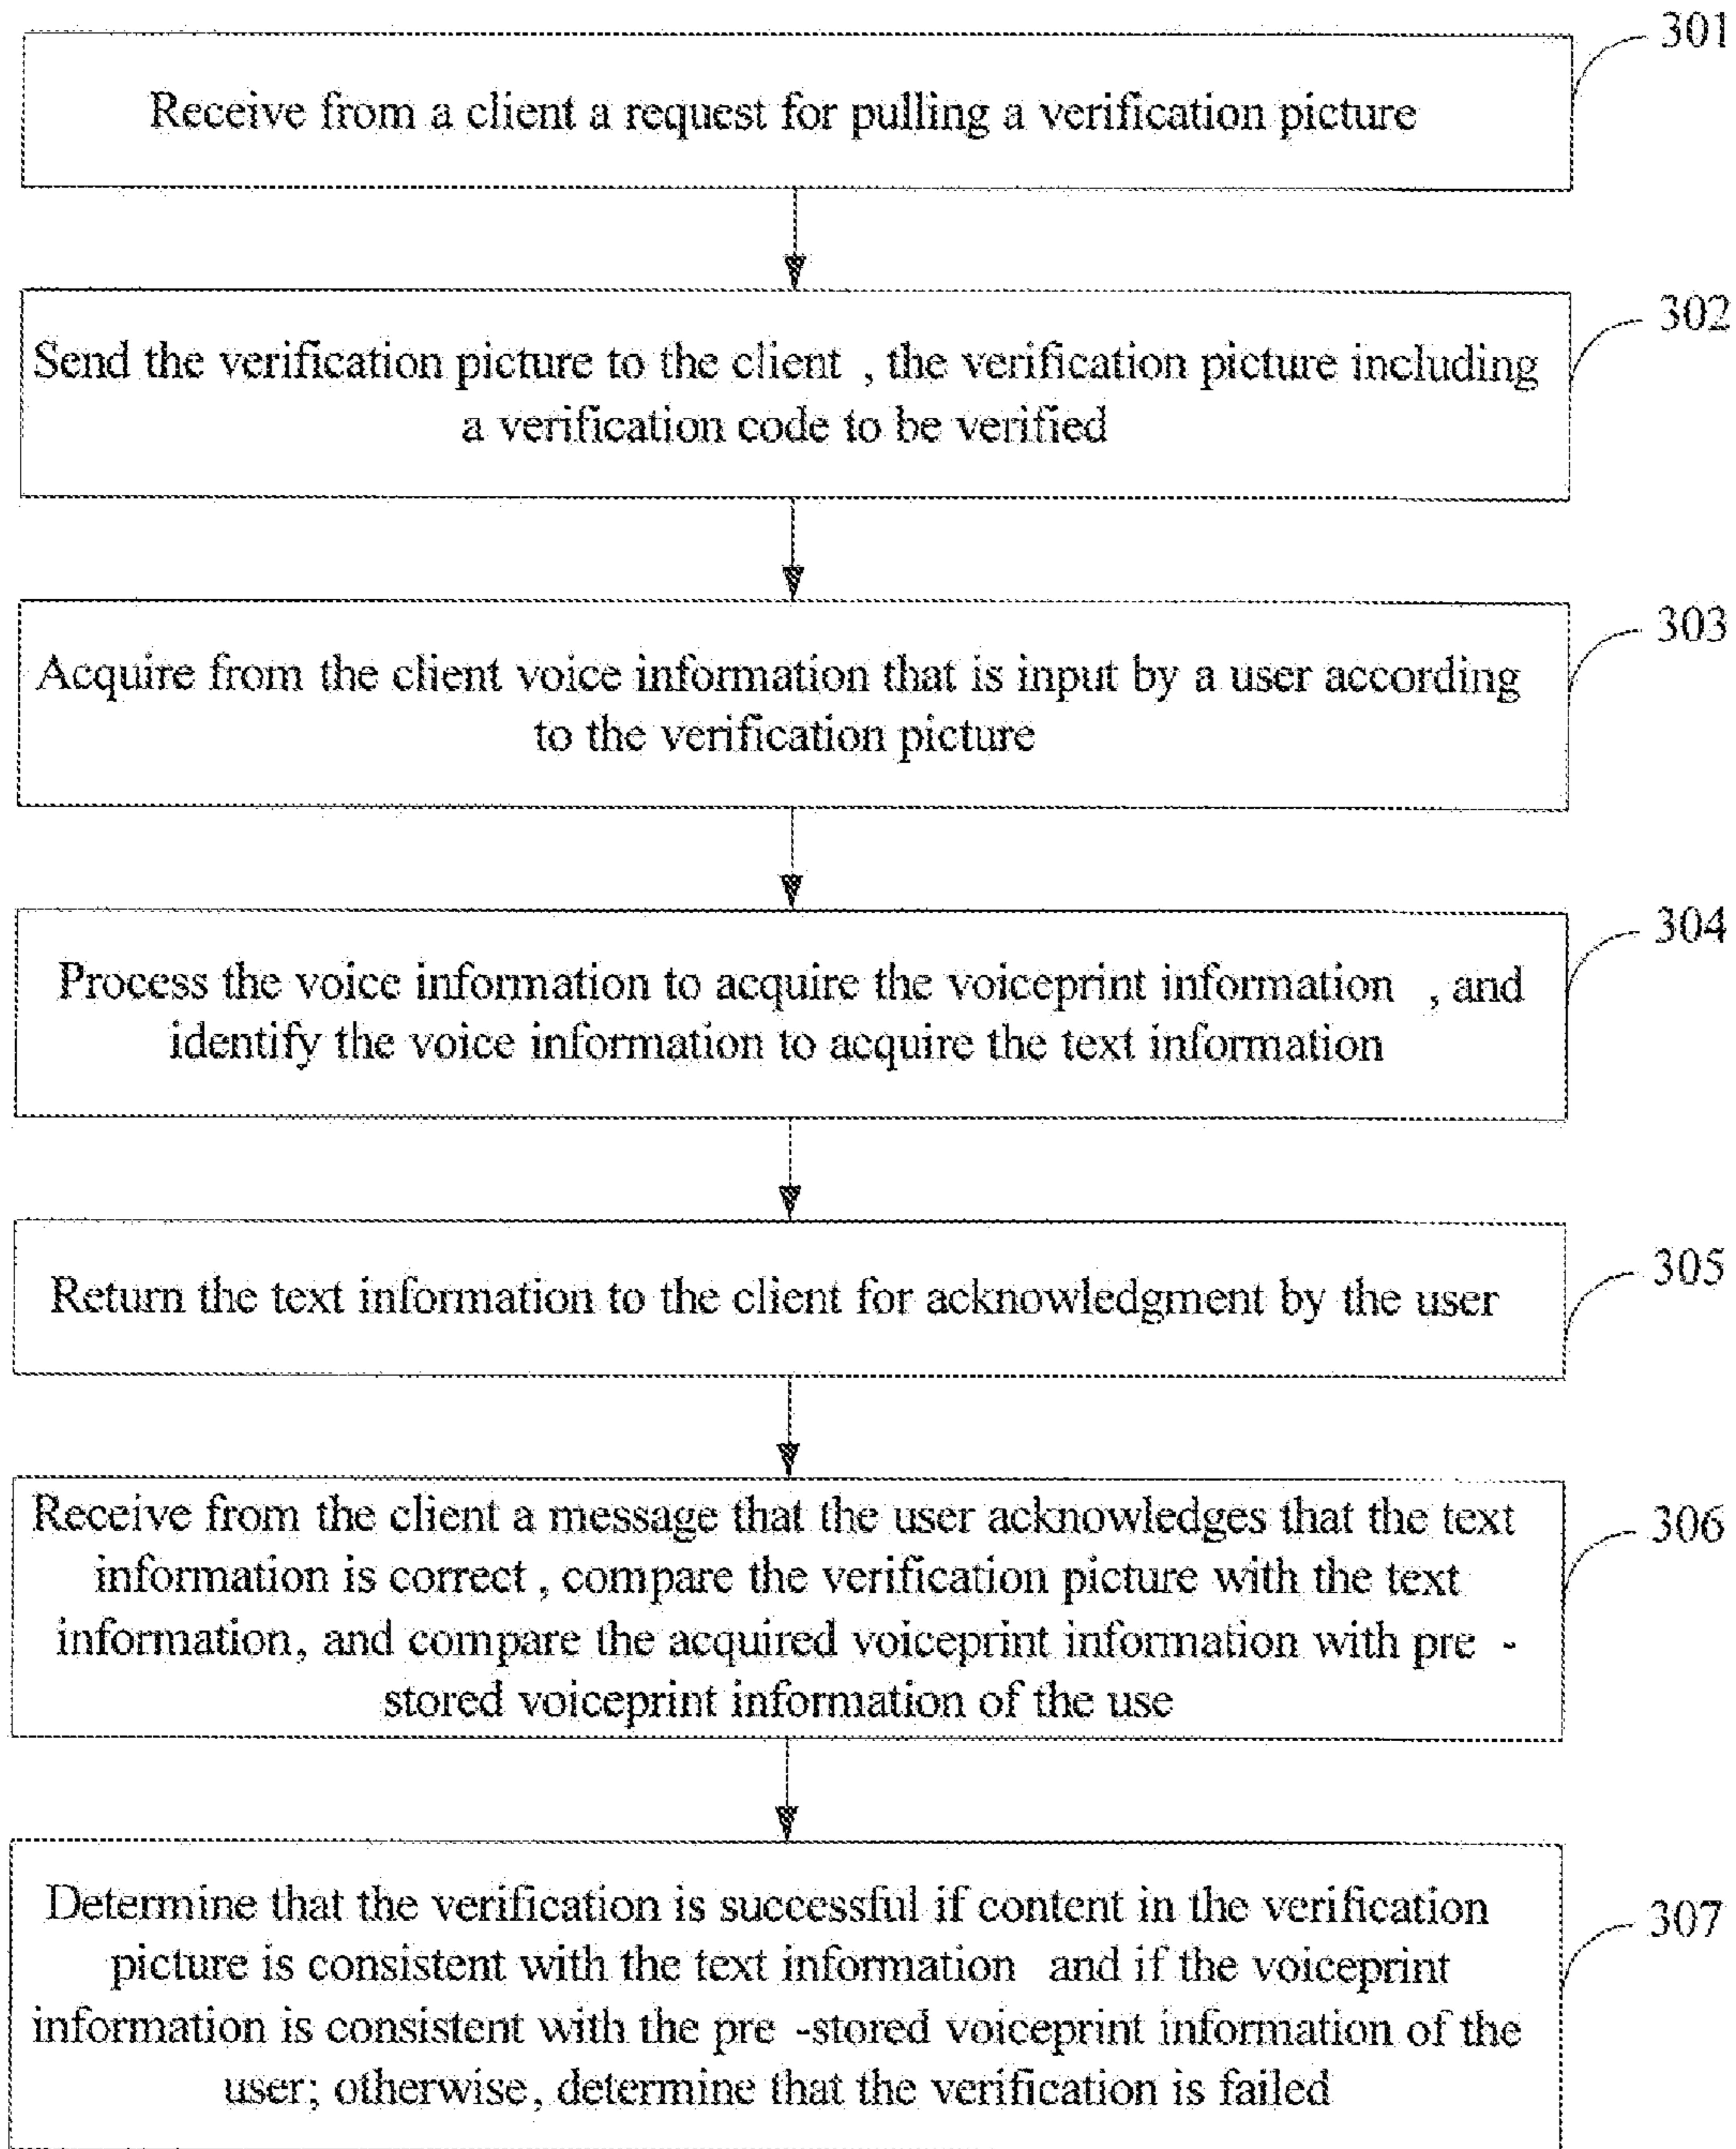 301
Receive from a client a request for pulling a verification picture
302
Send the verification picture to the client , the verification picture including
a verification code to be verified
303
Acquire from the client voice information that is input by a user according
to the verification picture
304
Process the voice information to acquire the voiceprint information , and
identify the voice information to acquire the text information
305
Return the text information to the client for acknowledgment by the user
306
Receive from the client a message that the user acknowledges that the text
information is correct , compare the verification picture with the text
information, and compare the acquired voiceprint information with pre -
stored voiceprint information of the use
307
Determine that the verification is successful if content in the verification
picture is consistent with the text information and if the voiceprint
information is consistent with the pre -stored voiceprint information of the
user; otherwise, determine that the verification is failed